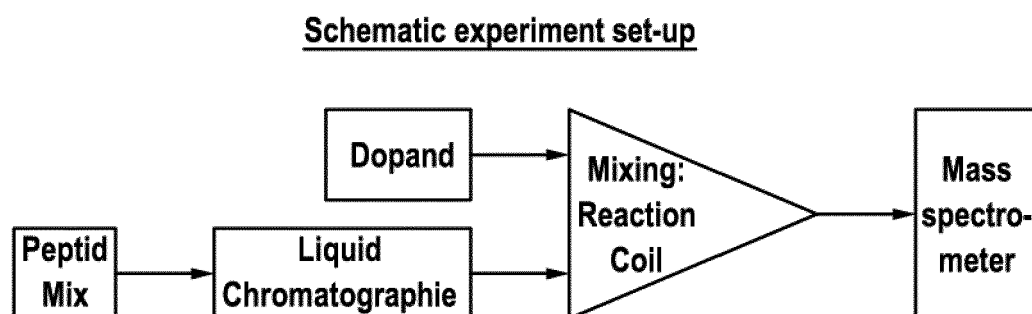 Schematic experiment set-up
Dopand
Peptid
Mix
Liquid
Chromatographie
Mixing:
Reaction
Coil
Mass
spectro-
meter